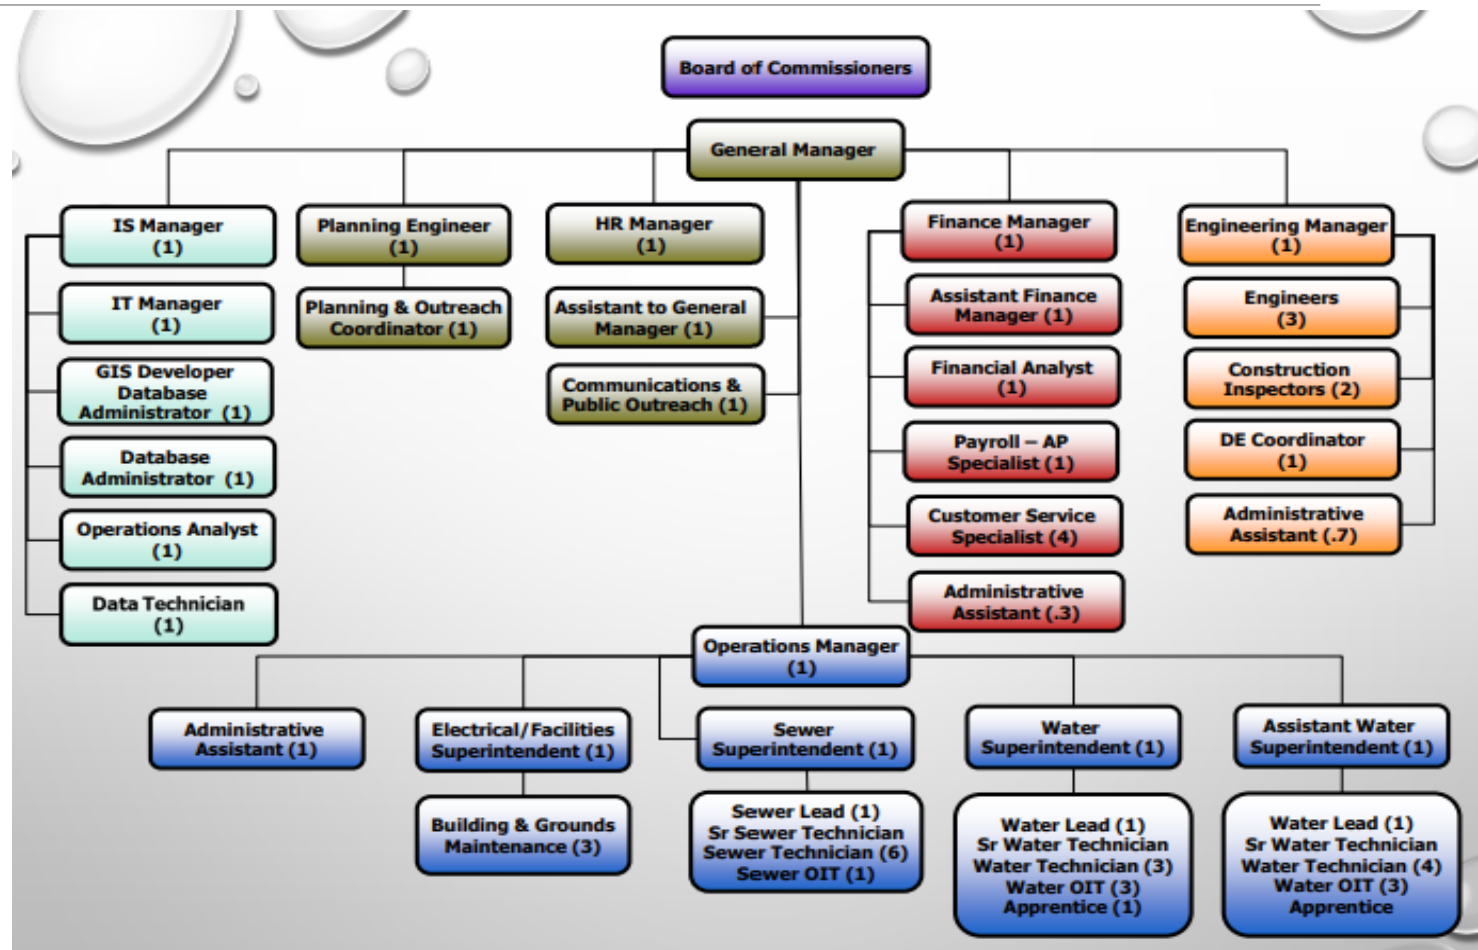 Board of Commissioners
General Manager
IS Manager
(1)
IT Manager
(1)
GIS Developer
Database
Administrator (1)
Database
Administrator (1)
Operations Analyst
(1)
Data Technician
(1)
Planning Engineer
(1)
Planning & Outreach
Coordinator (1)
HR Manager
(1)
Assistant to General
Manager (1)
Communications &
Public Outreach (1)
Finance Manager
(1)
Assistant Finance
Manager (1)
Financial Analyst
(1)
Payroll – AP
Specialist (1)
Customer Service
Specialist (4)
Administrative
Assistant (.3)
Engineering Manager
(1)
Engineers
(3)
Construction
Inspectors (2)
DE Coordinator
(1)
Administrative
Assistant (.7)
Operations Manager
(1)
Administrative
Assistant (1)
Electrical/Facilities
Superintendent (1)
Building & Grounds
Maintenance (3)
Sewer
Superintendent (1)
Sewer Lead (1)
Sr Sewer Technician
Sewer Technician (6)
Sewer OIT (1)
Water
Superintendent (1)
Water Lead (1)
Sr Water Technician
Water Technician (3)
Water OIT (3)
Apprentice (1)
Assistant Water
Superintendent (1)
Water Lead (1)
Sr Water Technician
Water Technician (4)
Water OIT (3)
Apprentice